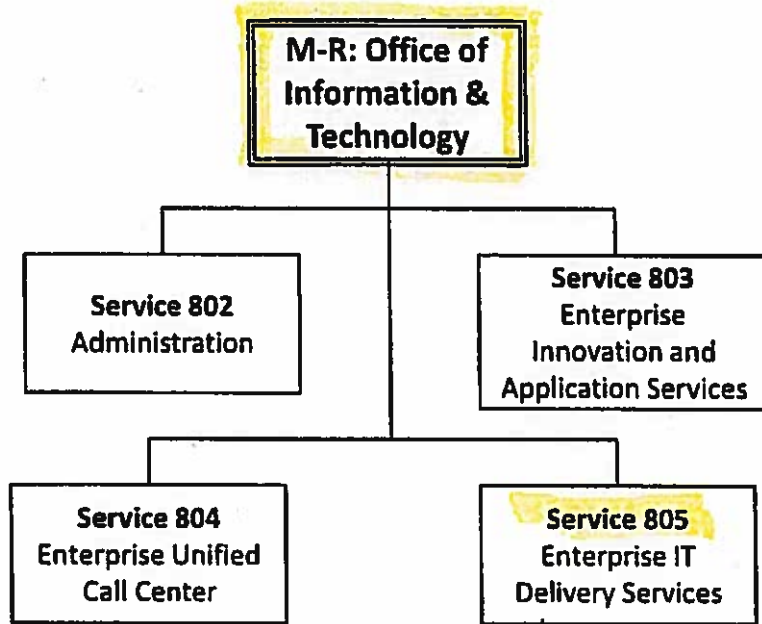 M-R: Office of
Information &
Technology
Service 802
Administration
Service 803
Enterprise
Innovation and
Application Services
Service 804
Enterprise Unified
Call Center
Service 805
Enterprise IT
Delivery Services